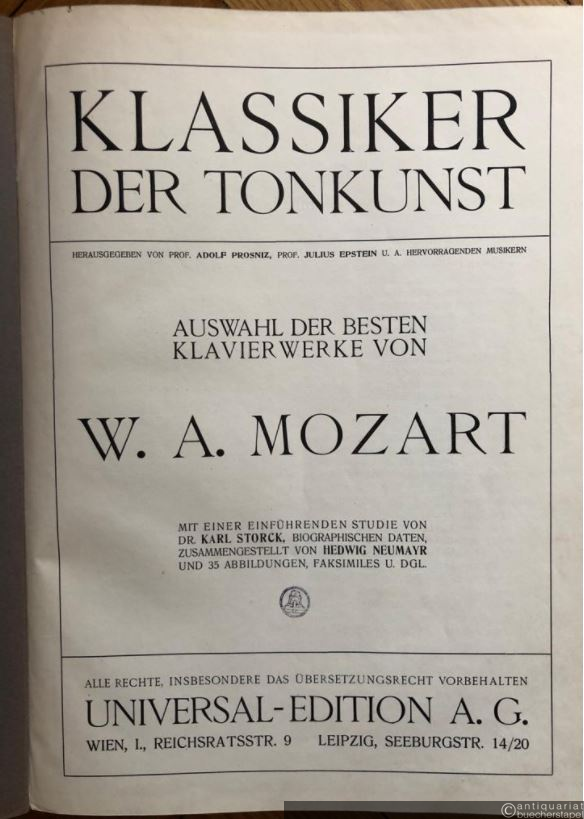 KLASSIKER
DER TONKUNST
HERAUSGEGEBEN VON PROF. ADOLF PROSNIZ, PROF. JULIUS EPSTEIN U. A. HERVORRAGENDEN MUSIKERN
AUSWAHL DER BESTEN
KLAVIERWERKE VON
W. A. MOZART
MIT EINER EINFÜHRENDEN STUDIE VON
DR. KARL STORCK, BIOGRAPHISCHEN DATEN,
ZUSAMMENGESTELLT VON HEDWIG NEUMAYR
UND 35 ABBILDUNGEN, FAKSIMILES U. DGL.
ALLE RECHTE, INSBESONDERE DAS ÜBERSETZUNGSRECHT VORBEHALTEN
UNIVERSAL-EDITION A. G.
WIEN, I., REICHSRATSSTR. 9 LEIPZIG, SEEBURGSTR. 14/20
©antiquariat
buecherstapel